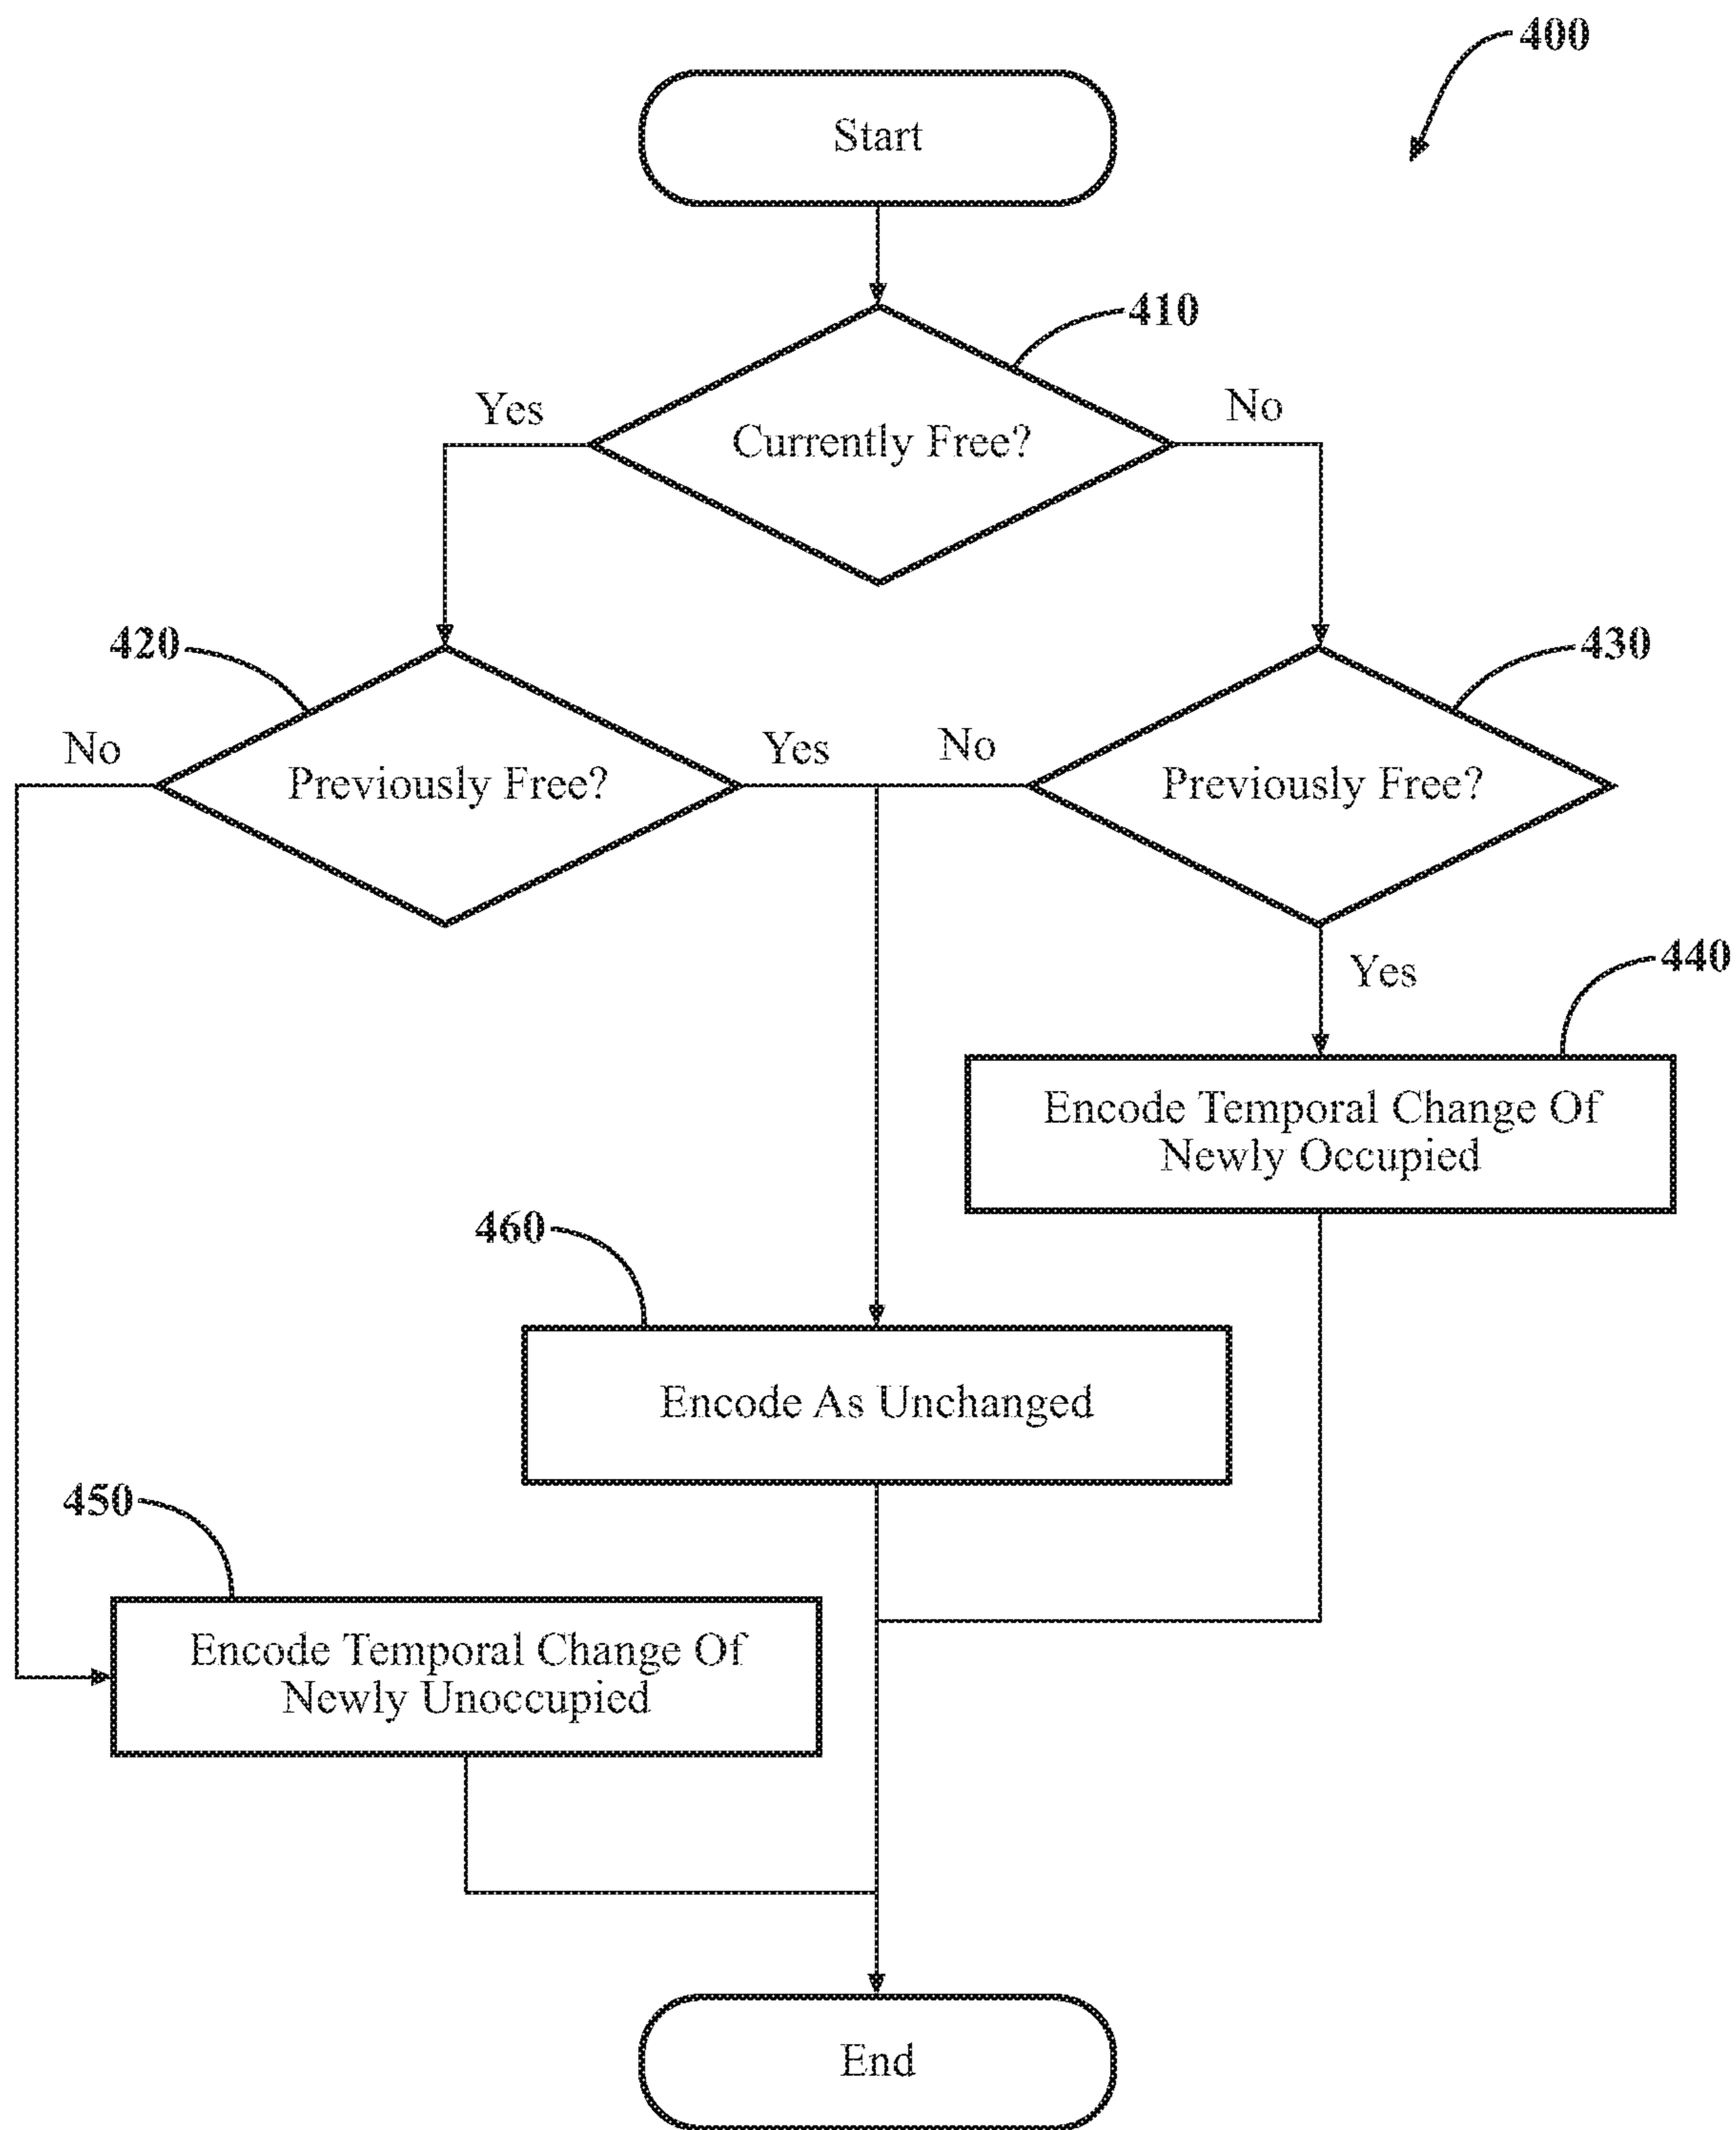 400
Start
410
Yes
No
Currently Free?
420
430
No
Previously Free?
Yes
No
Previously Free?
Yes
440
Encode Temporal Change Of
Newly Occupied
460
Encode As Unchanged
450
Encode Temporal Change Of
Newly Unoccupied
End